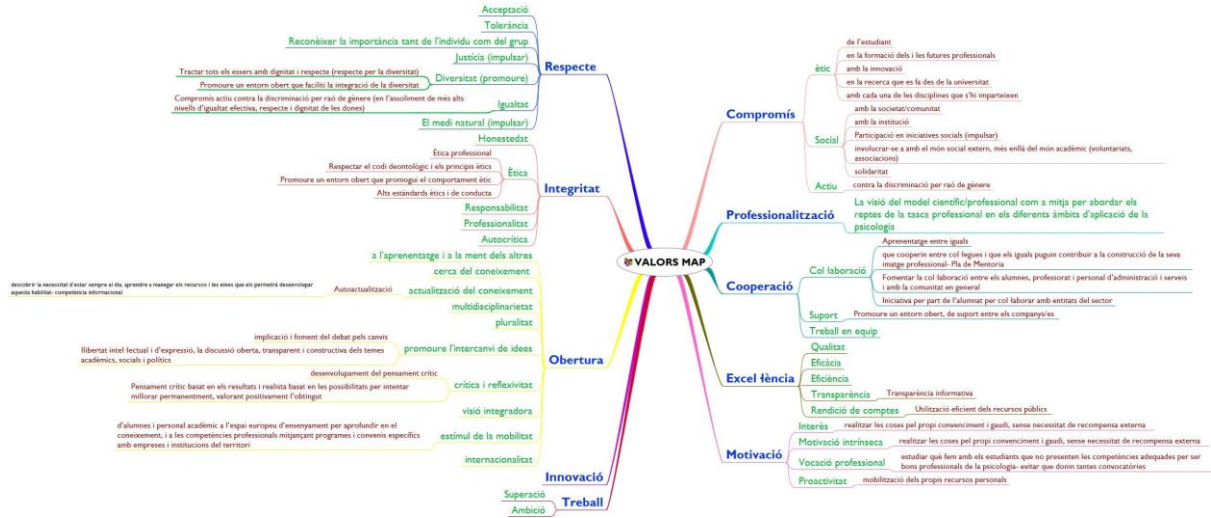 Acceptació
Tolerància
Reconèixer la importància tant de l'individu com del grup
Justícia (impulsar)
Respecte
Tractar tots els essers amb dignitat i respecte (respecte per la diversitat)
Diversitat (promoure)
Promoure un entorn obert que faciliti la integració de la diversitat
Compromís actiu contra la discriminació per raó de gènere (en l'assoliment de més alts
nivells d'igualtat efectiva, respecte i dignitat de les dones)
Igualtat
El medi natural (impulsar)
Honestedat
Ètica professional
Respectar el codi deontològic i els principis ètics
Ètica
Promoure un entorn obert que promogui el comportament ètic
Integritat
Alts estàndards ètics i de conducta
Responsabilitat
Professionalitat
Autocrítica
a l'aprenentatge i a la ment dels altres
cerca del coneixement
descobrir la necessitat d'estar sempre al dia, aprendre a manegar els recursos i les eines que els permetrà desenvolupar
aquesta habilitat- competència informacional
Autoactualització
actualització del coneixement
multidisciplinarietat
pluralitat
implicació i foment del debat pels canvis
promoure l'intercanvi de idees
llibertat intel·lectual i d'expressió, la discussió oberta, transparent i constructiva dels temes
acadèmics, socials i polítics
Obertura
desenvolupament del pensament crític
crítica i reflexivitat
Pensament crític basat en els resultats i realista basat en les possibilitats per intentar
millorar permanentment, valorant positivament l'obtingut
visió integradora
d'alumnes i personal acadèmic a l'espai europeu d'ensenyament per aprofundir en el
coneixement, i a les competències professionals mitjançant programes i convenis específics
amb empreses i institucions del territori
estímul de la mobilitat
internacionalitat
Innovació
Superació
Treball
Ambició
VALORS MAP
de l'estudiant
en la formació dels i les futures professionals
ètic
amb la innovació
en la recerca que es fa des de la universitat
amb cada una de les disciplines que s'hi imparteixen
Compromís
amb la societat/comunitat
amb la institució
Social
Participació en iniciatives socials (impulsar)
involucrar-se a amb el món social extern, més enllà del món acadèmic (voluntariats,
associacions)
solidaritat
Actiu
contra la discriminació per raó de gènere
Professionalització
La visió del model científic/professional com a mitja per abordar els
reptes de la tasca professional en els diferents àmbits d'aplicació de la
psicologia
Aprenentatge entre iguals
que cooperin entre col·legues i que els iguals puguin contribuir a la construcció de la seva
imatge professional- Pla de Mentoria
Col·laboració
Fomentar la col·laboració entre els alumnes, professorat i personal d'administració i serveis
i amb la comunitat en general
Cooperació
Iniciativa per part de l'alumnat per col·laborar amb entitats del sector
Suport
Promoure un entorn obert, de suport entre els companys/es
Treball en equip
Qualitat
Eficàcia
Excel·lència
Eficiència
Transparència
Transparència informativa
Rendició de comptes
Utilització eficient dels recursos públics
Interès
realitzar les coses pel propi convenciment i gaudi, sense necessitat de recompensa externa
Motivació intrínseca
realitzar les coses pel propi convenciment i gaudi, sense necessitat de recompensa externa
Motivació
Vocació professional
estudiar què fem amb els estudiants que no presenten les competències adequades per ser
bons professionals de la psicologia- evitar que donin tantes convocatòries
Proactivitat
mobilització dels propis recursos personals